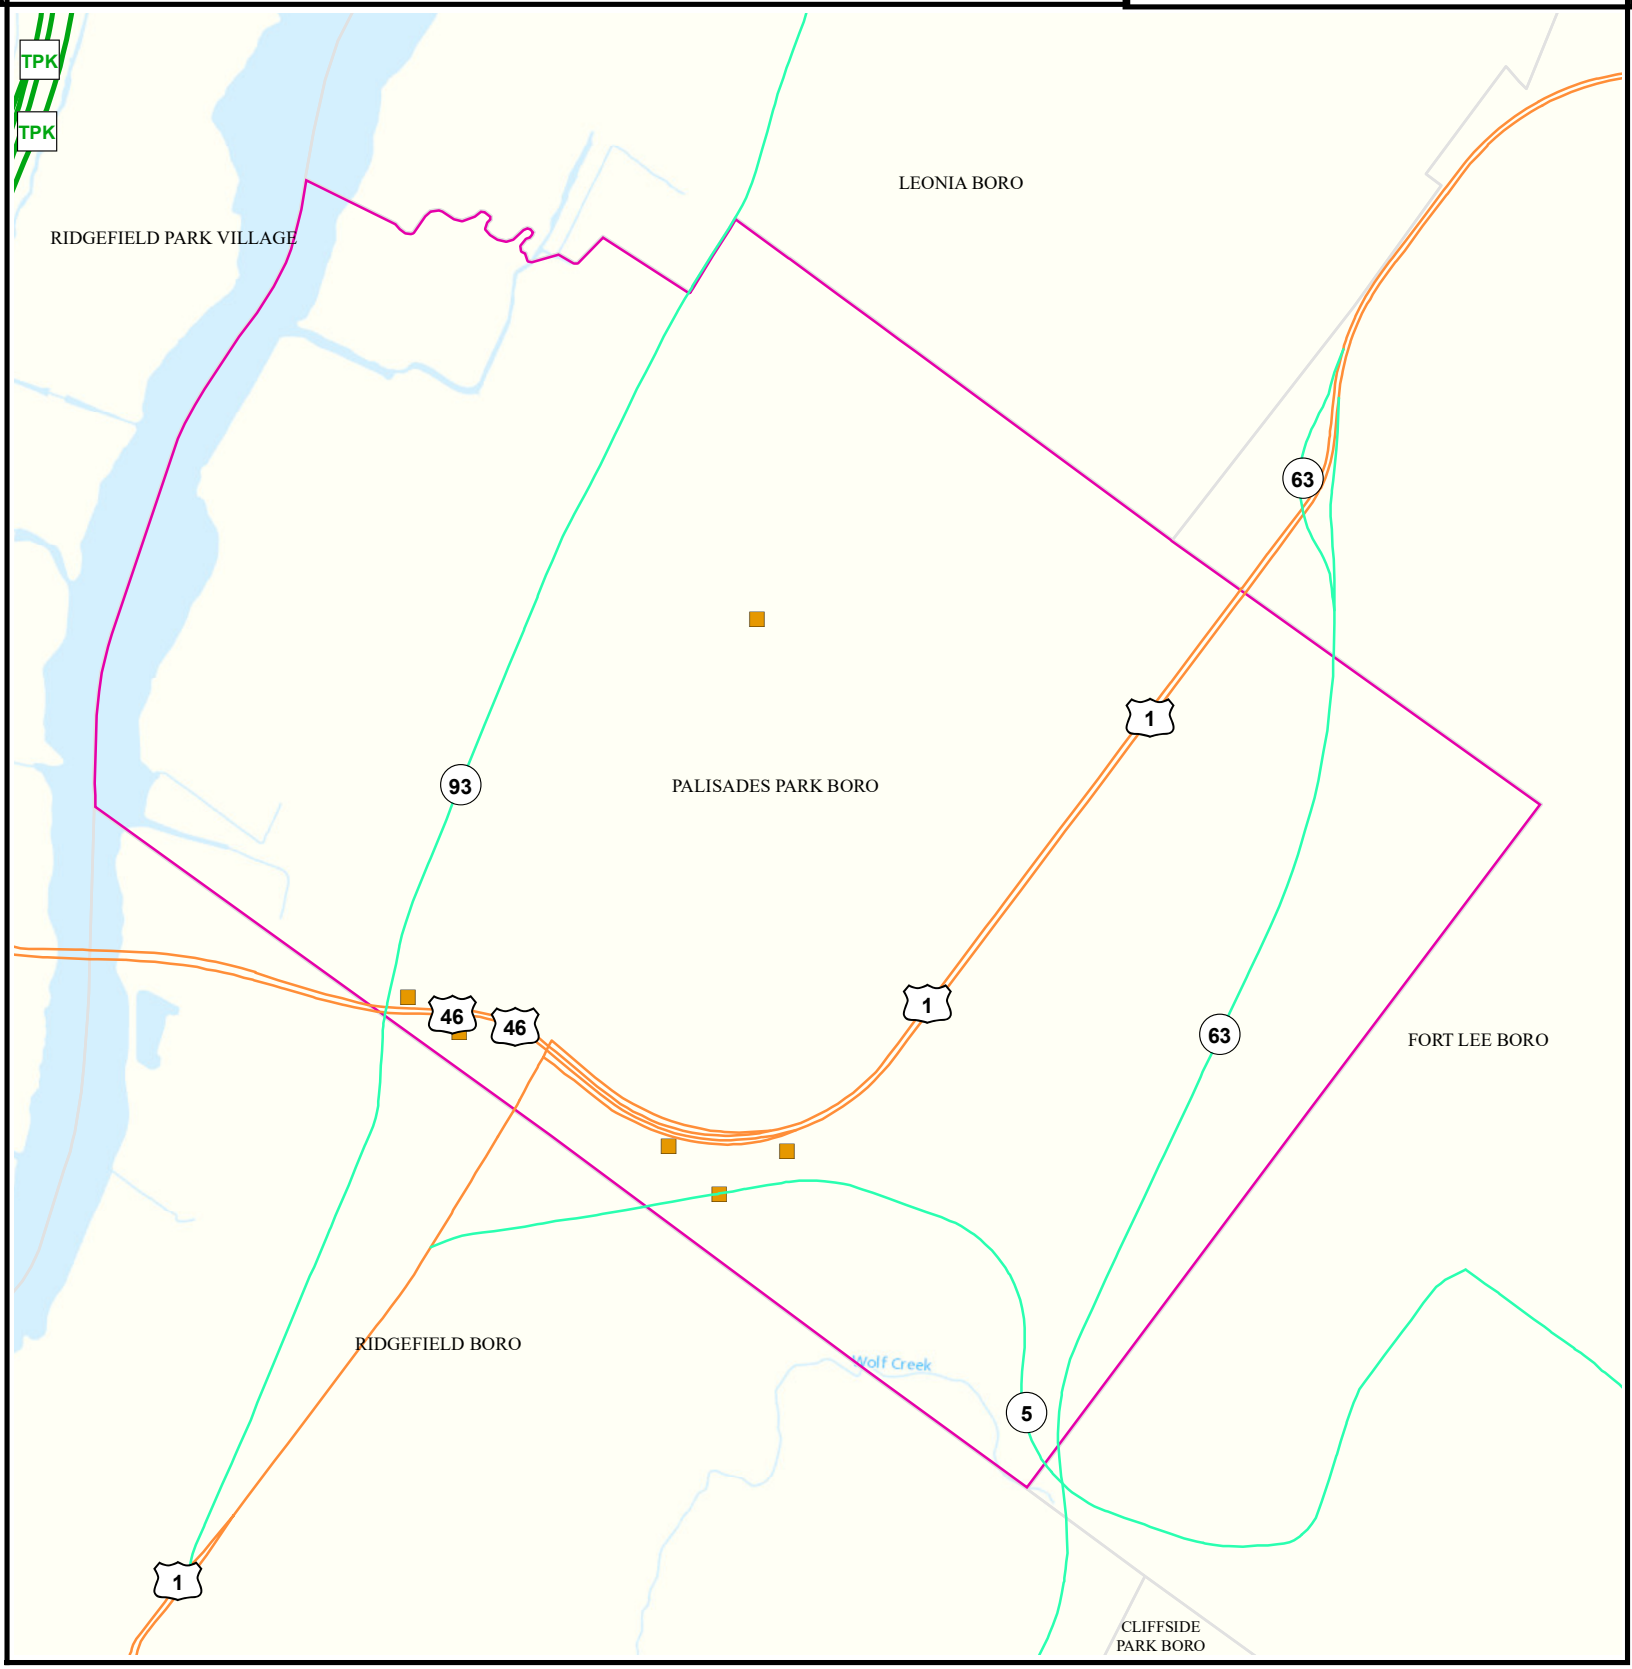 TPK
TPK
LEONIA BORO
RIDGEFIELD PARK VILLAGE
63
1
93
PALISADES PARK BORO
1
46
46
63
FORT LEE BORO
RIDGEFIELD BORO
Wolf Creek
5
1
CLIFFSIDE
PARK BORO